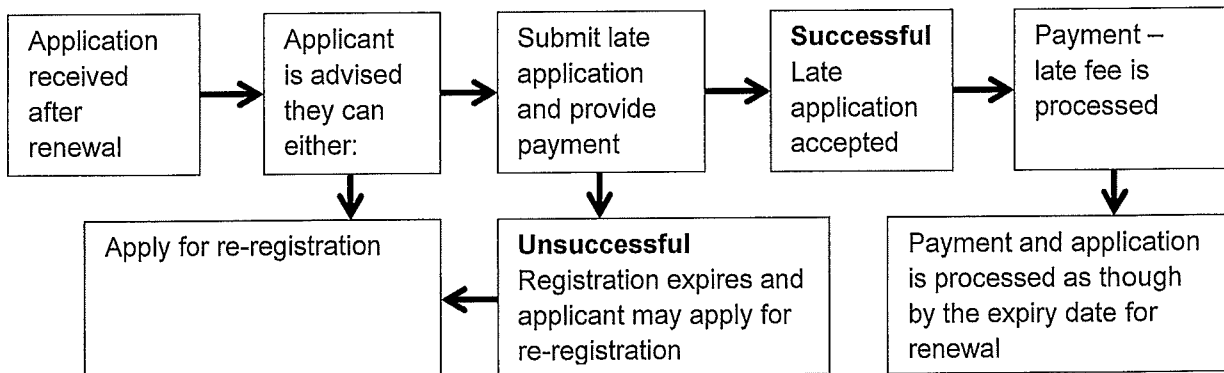 Application
received
after
renewal
Applicant
is advised
they can
either:
Submit late
application
and provide
payment
Successful
Late
application
accepted
Payment –
late fee is
processed
Apply for re-registration
Unsuccessful
Registration expires and
applicant may apply for
re-registration
Payment and application
is processed as though
by the expiry date for
renewal